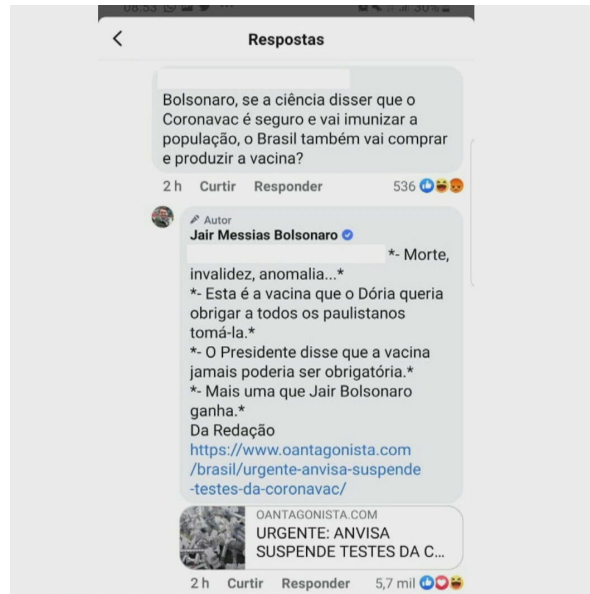 Respostas
Bolsonaro, se a ciência disser que o
Coronavac é seguro e vai imunizar a
população, o Brasil também vai comprar
e produzir a vacina?
2 h Curtir Responder 536
Autor
Jair Messias Bolsonaro
*- Morte,
invalidez, anomalia...*
*- Esta é a vacina que o Dória queria
obrigar a todos os paulistanos
tomá-la.*
*- O Presidente disse que a vacina
jamais poderia ser obrigatória.*
*- Mais uma que Jair Bolsonaro
ganha.*
Da Redação
https://www.oantagonista.com
/brasil/urgente-anvisa-suspende
-testes-da-coronavac/
OANTAGONISTA.COM
URGENTE: ANVISA
SUSPENDE TESTES DA C...
2 h Curtir Responder 5,7 mil